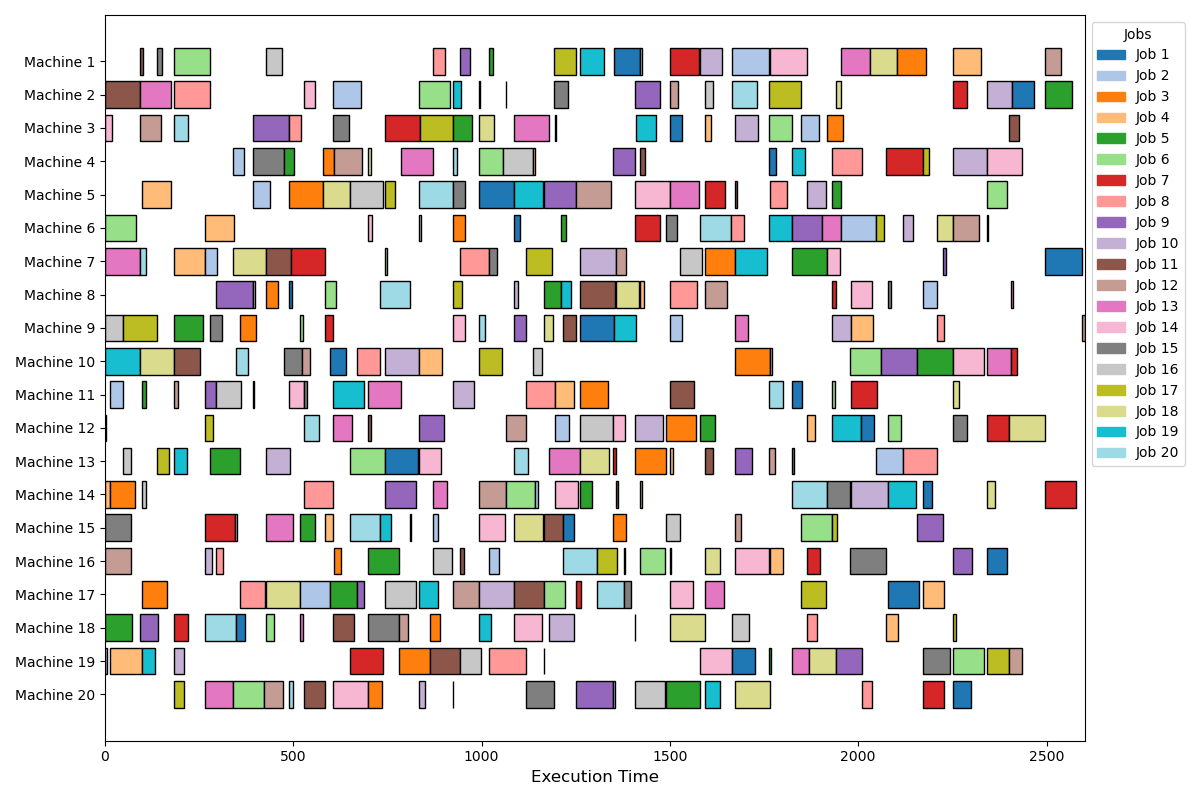 Machine 1
Machine 2
Machine 3
Machine 4
Machine 5
Machine 6
Machine 7
Machine 8
Machine 9
Machine 10
Machine 11
Machine 12
Machine 13
Machine 14
Machine 15
Machine 16
Machine 17
Machine 18
Machine 19
Machine 20
0 500 1000 1500 2000 2500
Execution Time
Jobs
Job 1
Job 2
Job 3
Job 4
Job 5
Job 6
Job 7
Job 8
Job 9
Job 10
Job 11
Job 12
Job 13
Job 14
Job 15
Job 16
Job 17
Job 18
Job 19
Job 20